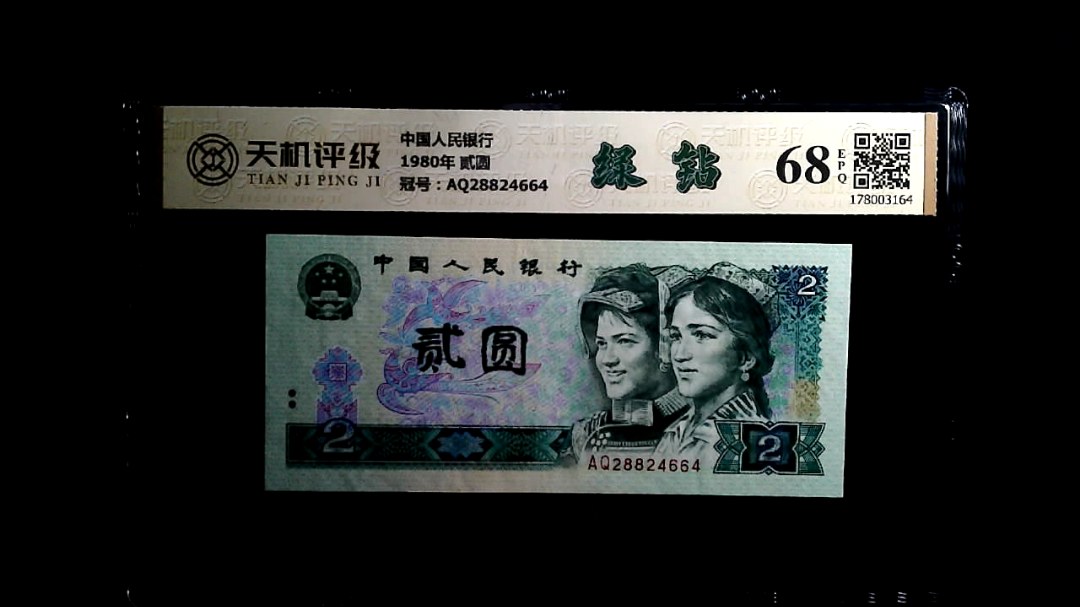 天机评级
TIAN JI PING JI
中国人民银行
1980年 贰圆
冠号：AQ28824664
绿钻
68
EPQ
178003164
中国人民银行
贰圆
2
2
2
AQ28824664